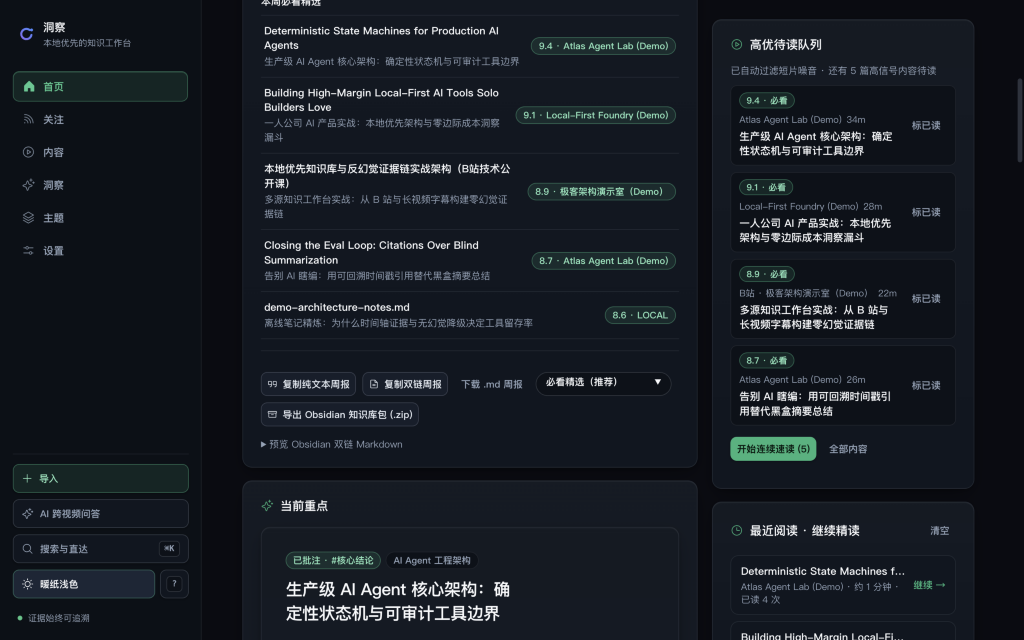 洞察
本地优先的知识工作台
首页
关注
内容
洞察
主题
设置
导入
AI 跨视频问答
搜索与直达
⌘K
暖纸浅色
?
证据始终可追溯
本周必看精选
Deterministic State Machines for Production AI
Agents
生产级 AI Agent 核心架构：确定性状态机与可审计工具边界
9.4 · Atlas Agent Lab (Demo)
Building High-Margin Local-First AI Tools Solo
Builders Love
一人公司 AI 产品实战：本地优先架构与零边际成本洞察
漏斗
9.1 · Local-First Foundry (Demo)
本地优先知识库与反幻觉证据链实战架构（B站技术公
开课）
多源知识工作台实战：从 B 站与长视频字幕构建零幻觉证
据链
8.9 · 极客架构演示室（Demo）
Closing the Eval Loop: Citations Over Blind
Summarization
告别 AI 瞎编：用可回溯时间戳引用替代黑盒摘要总结
8.7 · Atlas Agent Lab (Demo)
demo-architecture-notes.md
离线笔记精炼：为什么时间轴证据与无幻觉降级决定工具留存率
8.6 · LOCAL
复制纯文本周报
复制双链周报
下载 .md 周报
必看精选（推荐）
▼
导出 Obsidian 知识库包 (.zip)
▶ 预览 Obsidian 双链 Markdown
当前重点
已批注 · #核心结论
AI Agent 工程架构
生产级 AI Agent 核心架构：确
定性状态机与可审计工具边界
高优待读队列
已自动过滤短片噪音 · 还有 5 篇高信号内容待读
9.4 · 必看
Atlas Agent Lab (Demo) 34m
生产级 AI Agent 核心架构：确定
性状态机与可审计工具边界
标已读
9.1 · 必看
Local-First Foundry (Demo) 28m
一人公司 AI 产品实战：本地优先
架构与零边际成本洞察漏斗
标已读
8.9 · 必看
B站 · 极客架构演示室（Demo） 22m
多源知识工作台实战：从 B 站与
长视频字幕构建零幻觉证据链
标已读
8.7 · 必看
Atlas Agent Lab (Demo) 26m
告别 AI 瞎编：用可回溯时间戳引
用替代黑盒摘要总结
标已读
开始连续速读 (5)
全部内容
最近阅读 · 继续精读
清空
Deterministic State Machines f…
Atlas Agent Lab (Demo) · 约 1 分钟 ·
已读 4 次
继续 →
Building High-Margin Local-Fi…